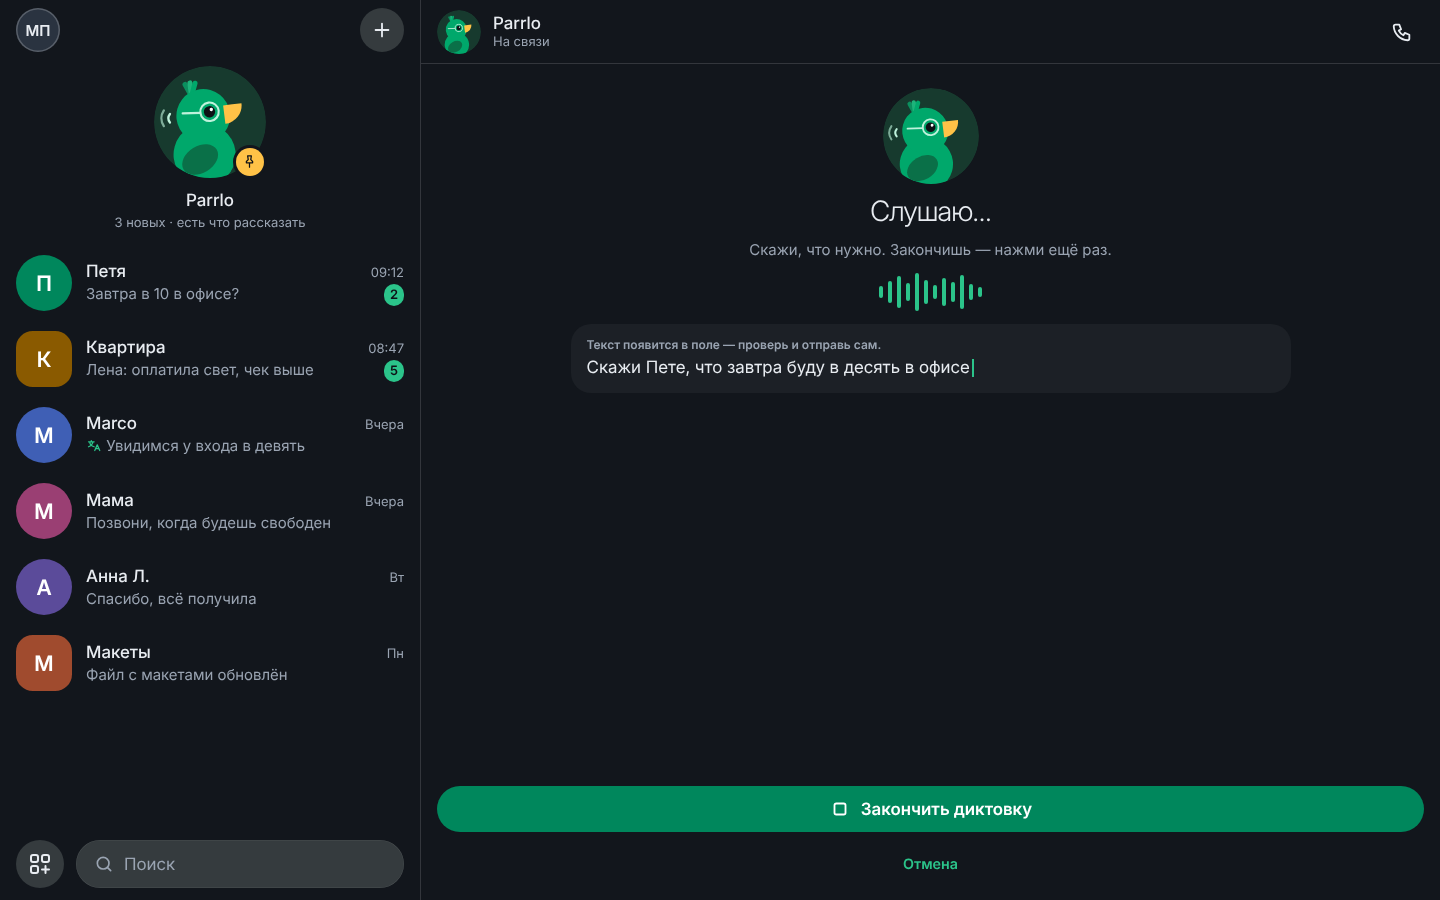 МП
Parrlo
3 новых · есть что рассказать
П
Петя
09:12
Завтра в 10 в офисе?
2
К
Квартира
08:47
Лена: оплатила свет, чек выше
5
M
Marco
Вчера
Увидимся у входа в девять
М
Мама
Вчера
Позвони, когда будешь свободен
А
Анна Л.
Вт
Спасибо, всё получила
М
Макеты
Пн
Файл с макетами обновлён
Поиск
Parrlo
На связи
Слушаю...
Скажи, что нужно. Закончишь — нажми ещё раз.
Текст появится в поле — проверь и отправь сам.
Скажи Пете, что завтра буду в десять в офисе
Закончить диктовку
Отмена